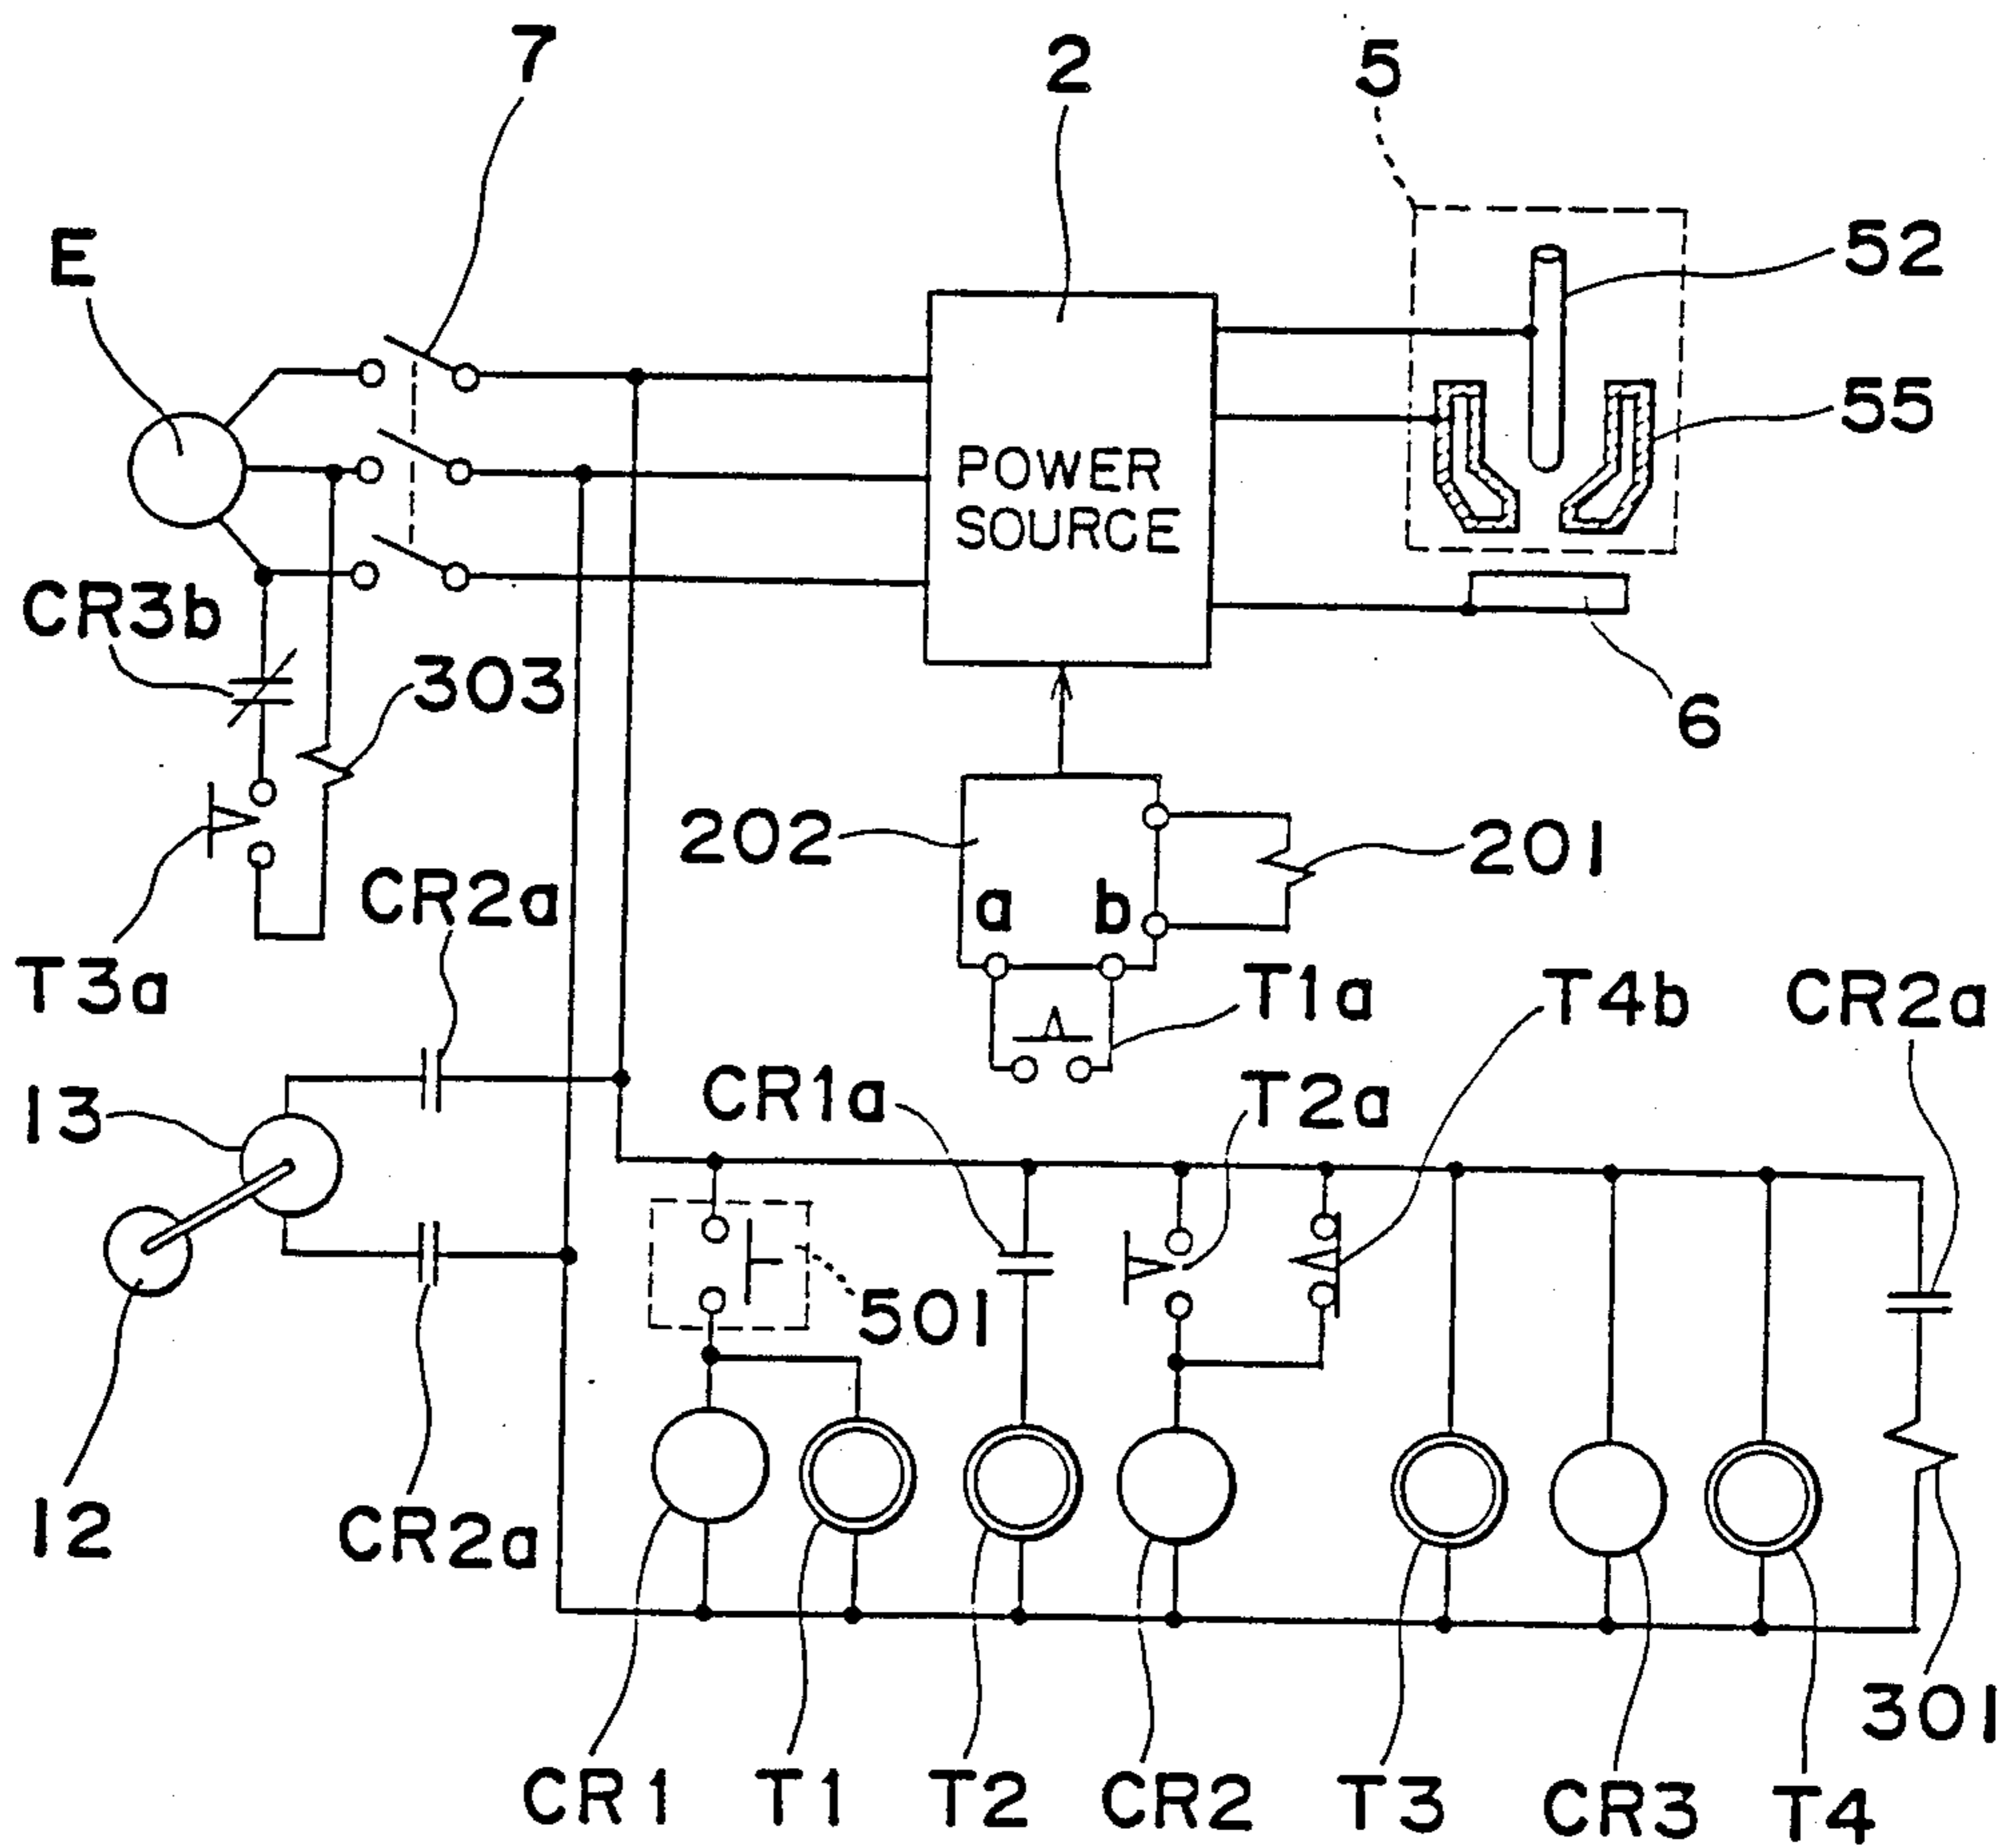 7
2
5
E
52
55
POWER
SOURCE
CR3b
303
6
202
201
CR2a
a
b
T3a
T1a
T4b
CR2a
13
CR1a
T2a
501
12
CR2a
301
CR1
T1
T2
CR2
T3
CR3
T4